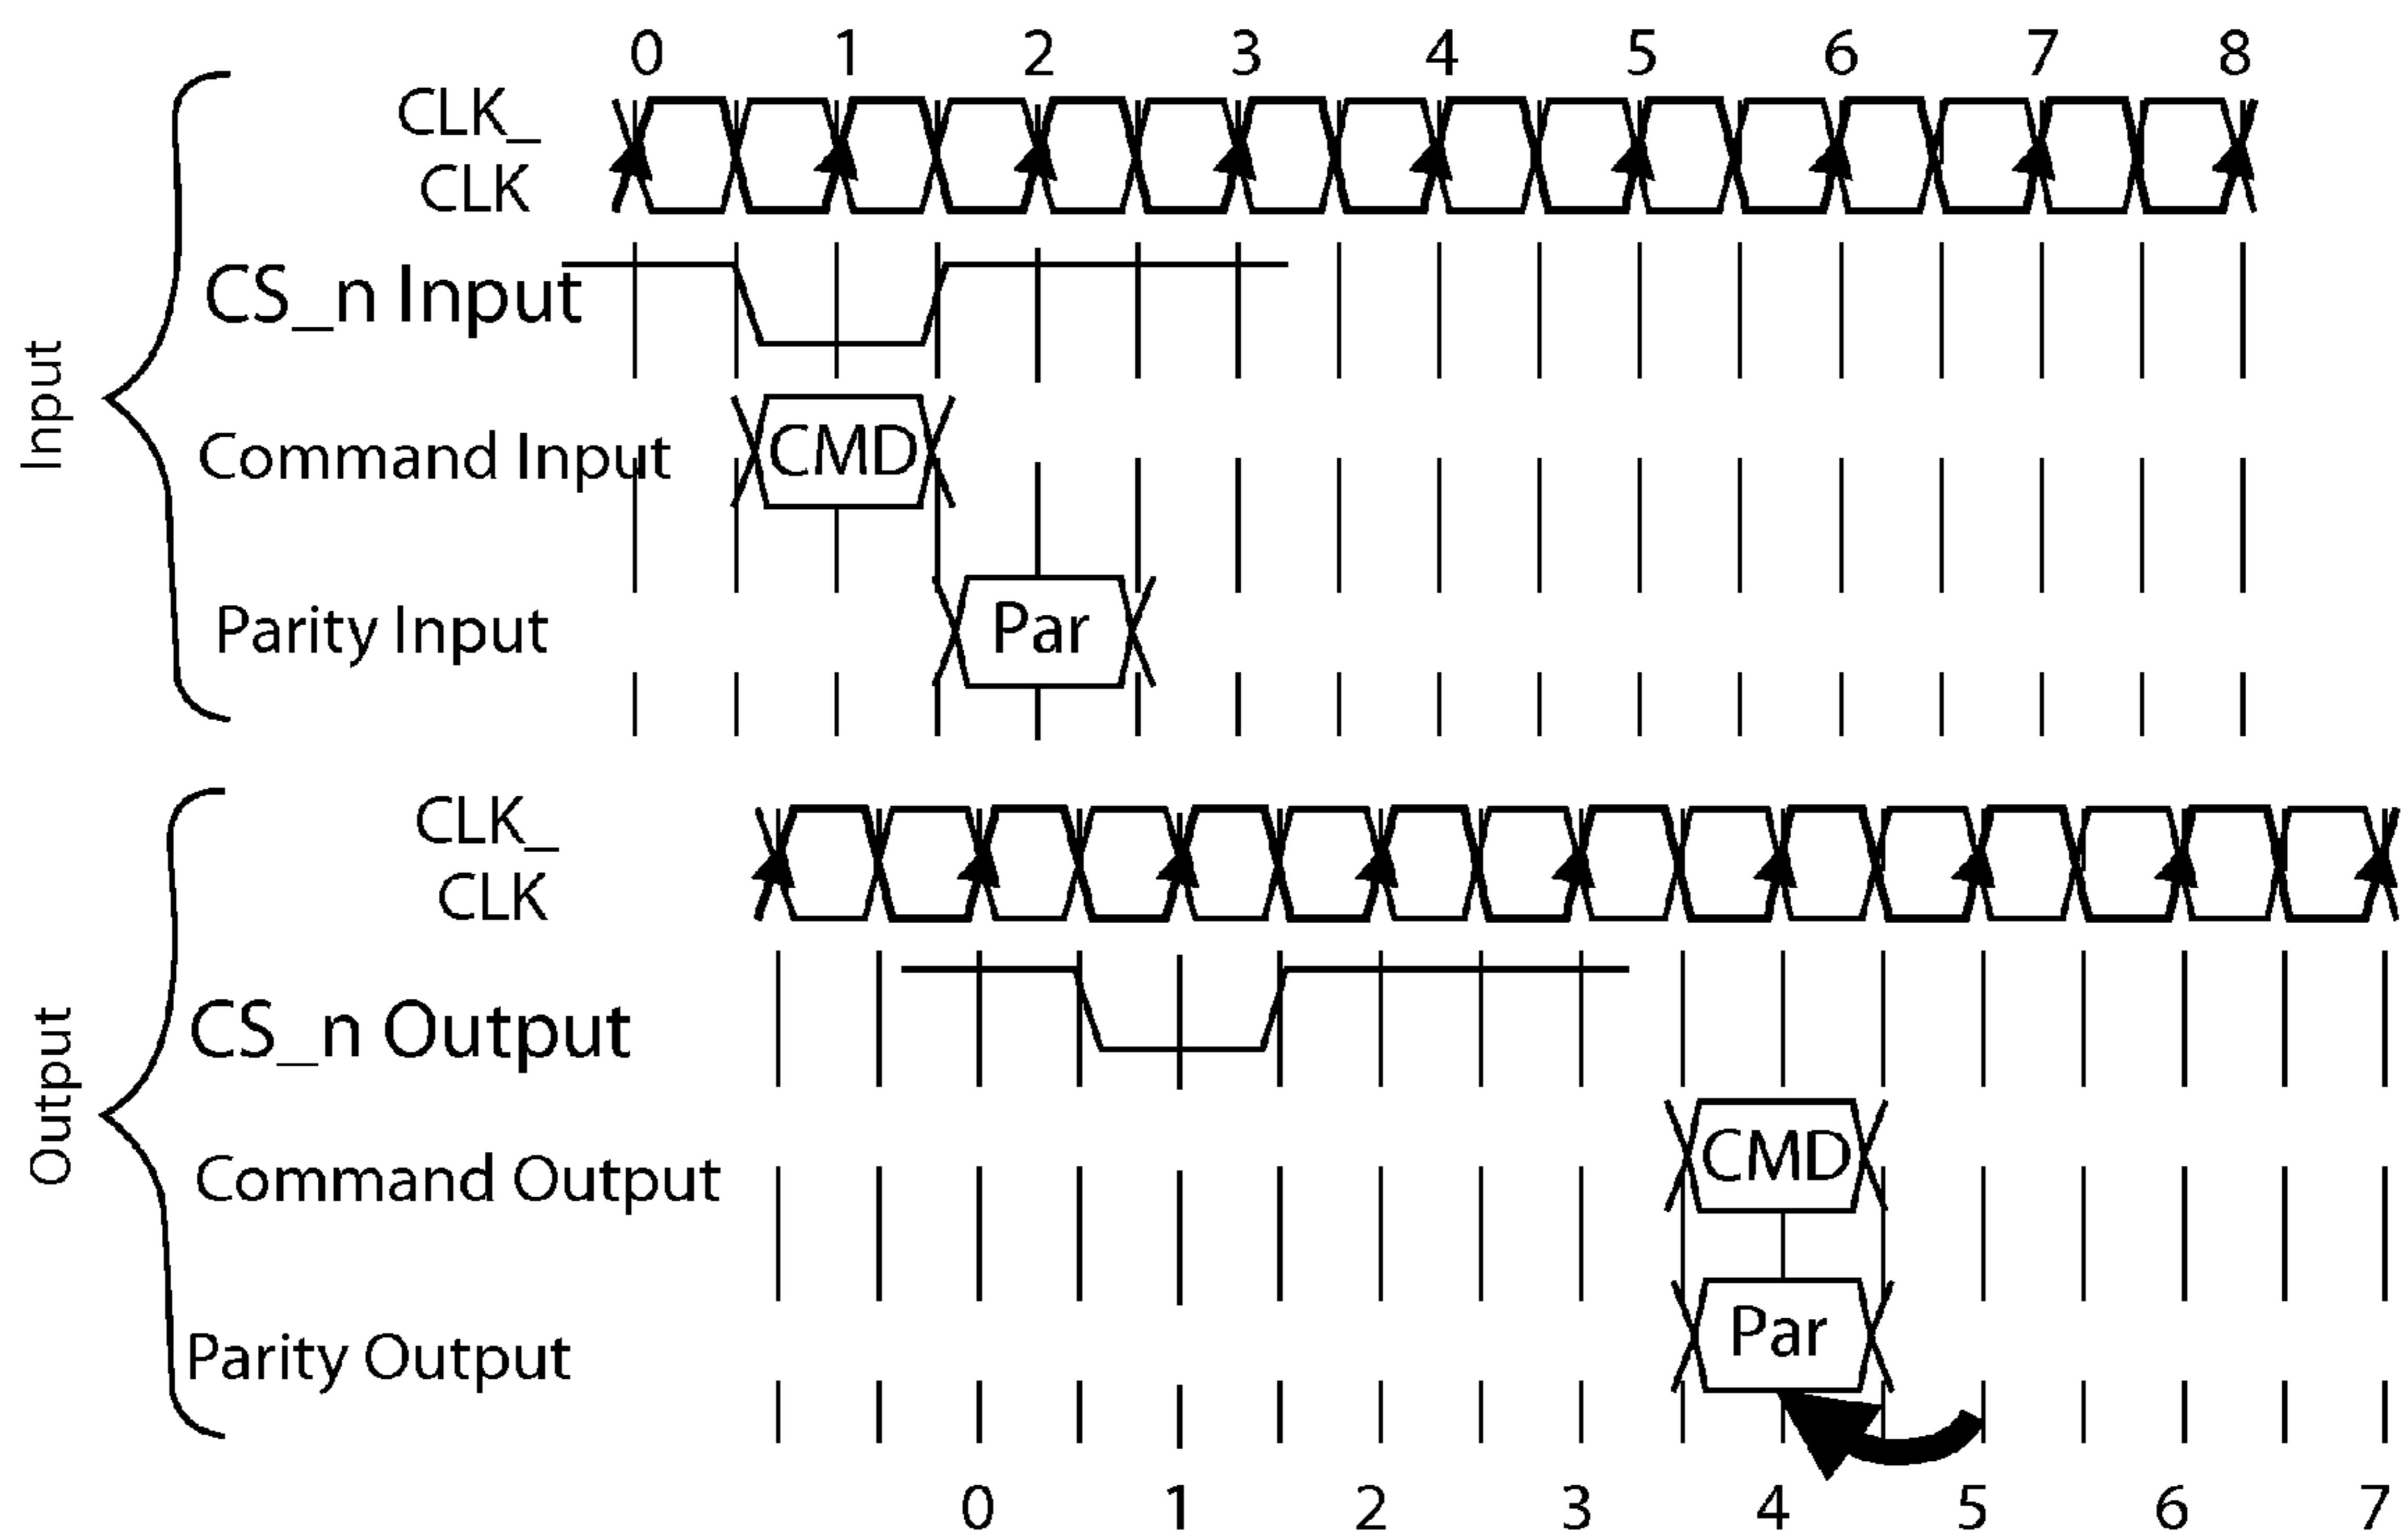 0 1 2 3 4 5 6 7 8
CLK_
CLK
CS_n Input
Input
Command Input CMD
Parity Input Par
CLK_
CLK
CS_n Output
Output
Command Output CMD
Parity Output Par
0 1 2 3 4 5 6 7